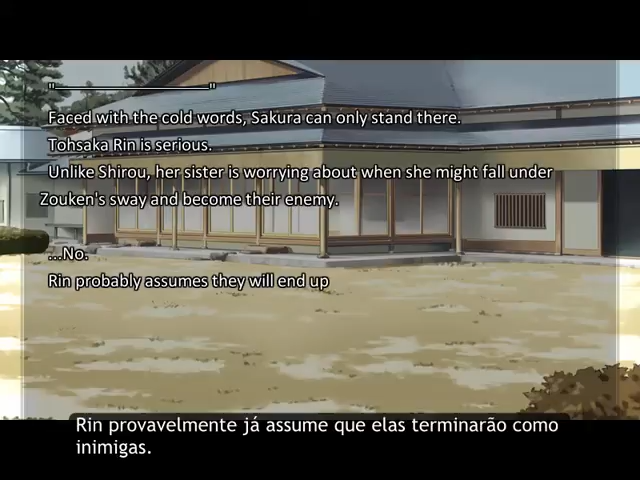 "――――――――――"
Faced with the cold words, Sakura can only stand there.
Tohsaka Rin is serious.
Unlike Shirou, her sister is worrying about when she might fall under
Zouken's sway and become their enemy.
...No.
Rin probably assumes they will end up
Rin provavelmente já assume que elas terminarão como
inimigas.